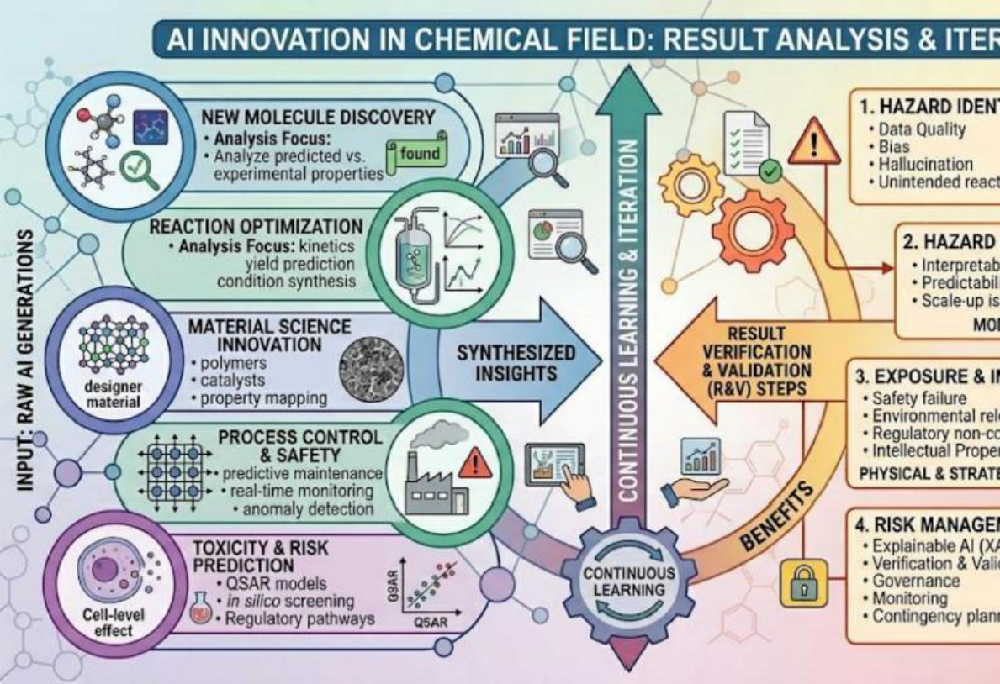 AI INNOVATION IN CHEMICAL FIELD: RESULT ANALYSIS & ITER
INPUT: RAW AI GENERATIONS
NEW MOLECULE DISCOVERY
• Analysis Focus:
• Analyze predicted vs.
experimental properties
found
REACTION OPTIMIZATION
• Analysis Focus: kinetics
yield prediction
condition synthesis
MATERIAL SCIENCE
INNOVATION
• polymers
• catalysts
• property mapping
designer
material
PROCESS CONTROL
& SAFETY
• predictive maintenance
• real-time monitoring
• anomaly detection
TOXICITY & RISK
PREDICTION
• QSAR models
• in silico screening
• Regulatory pathways
Cell-level
effect
G3AR
Q5AR
SYNTHESIZED
INSIGHTS
CONTINUOUS LEARNING & ITERATION
CONTINUOUS
LEARNING
RESULT
VERIFICATION
& VALIDATION
(R&V) STEPS
BENEFITS
1. HAZARD IDENT
• Data Quality
• Bias
• Hallucination
• Unintended react
2. HAZARD
• Interpretab
• Predictabili
• Scale-up is
MOD
3. EXPOSURE & IM
• Safety failure
• Environmental rele
• Regulatory non-co
• Intellectual Proper
PHYSICAL & STRATE
4. RISK MANAGEM
• Explainable AI (XA
• Verification & Valid
• Governance
• Monitoring
• Contingency plann